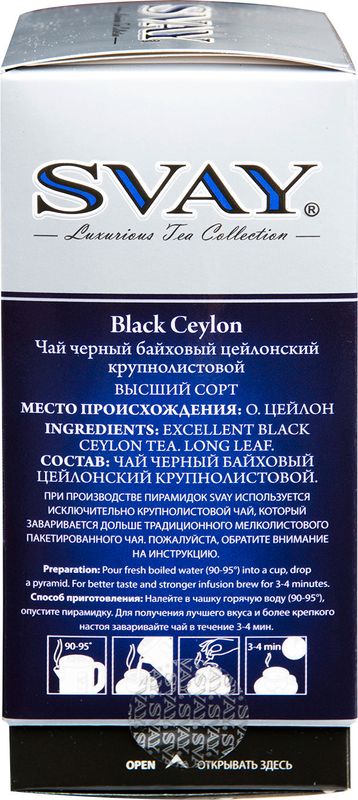 SVAY
SVAY®
Luxurious Tea Collection
Black Ceylon
Чай черный байховый цейлонский
крупнолистовой
ВЫСШИЙ СОРТ
МЕСТО ПРОИСХОЖДЕНИЯ: О. ЦЕЙЛОН
INGREDIENTS: EXCELLENT BLACK
CEYLON TEA. LONG LEAF.
СОСТАВ: ЧАЙ ЧЕРНЫЙ БАЙХОВЫЙ
ЦЕЙЛОНСКИЙ КРУПНОЛИСТОВОЙ.
ПРИ ПРОИЗВОДСТВЕ ПИРАМИДОК SVAY ИСПОЛЬЗУЕТСЯ
ИСКЛЮЧИТЕЛЬНО КРУПНОЛИСТОВОЙ ЧАЙ, КОТОРЫЙ
ЗАВАРИВАЕТСЯ ДОЛЬШЕ ТРАДИЦИОННОГО МЕЛКОЛИСТОВОГО
ПАКЕТИРОВАННОГО ЧАЯ. ПОЖАЛУЙСТА, ОБРАТИТЕ ВНИМАНИЕ
НА ИНСТРУКЦИЮ.
Preparation: Pour fresh boiled water (90-95°) into a cup, drop
a pyramid. For better taste and stronger infusion brew for 3-4 minutes.
Способ приготовления: Налейте в чашку горячую воду (90-95°),
опустите пирамидку. Для получения лучшего вкуса и более крепкого
настоя заваривайте чай в течение 3-4 мин.
90-95° 3-4 min
OPEN ОТКРЫВАТЬ ЗДЕСЬ